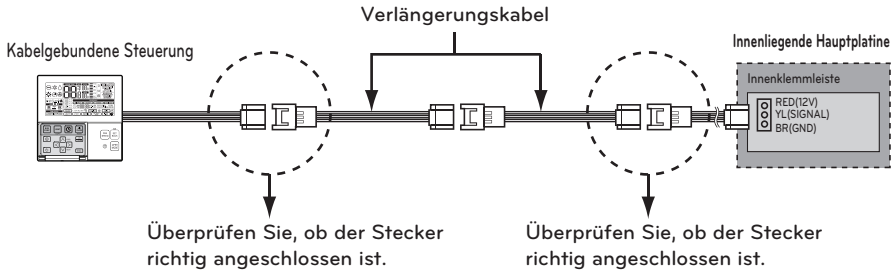 Verlängerungskabel
Kabelgebundene Steuerung
Innenliegende Hauptplatine
Innenklemmleiste
RED(12V)
YL(SIGNAL)
BR(GND)
Überprüfen Sie, ob der Stecker
richtig angeschlossen ist.
Überprüfen Sie, ob der Stecker
richtig angeschlossen ist.